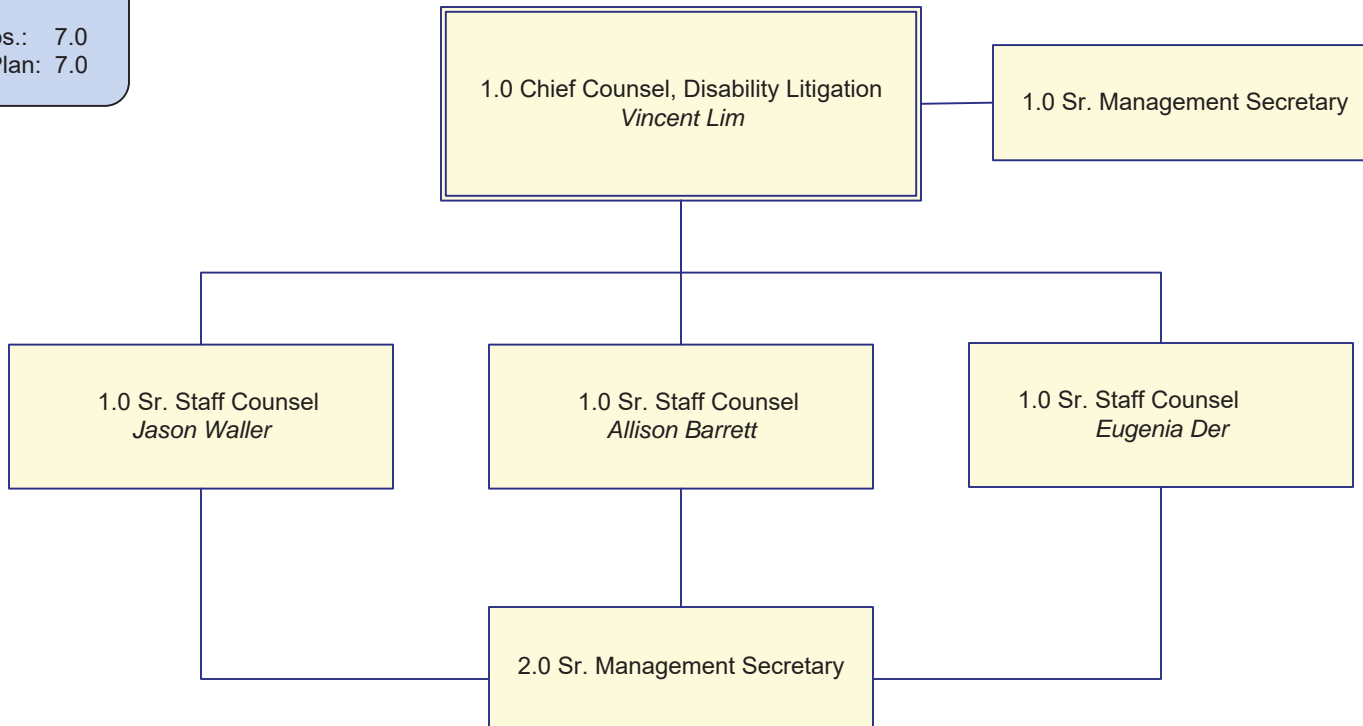 7.0
7.0
1.0 Chief Counsel, Disability Litigation
Vincent Lim
1.0 Sr. Management Secretary
1.0 Sr. Staff Counsel
Jason Waller
1.0 Sr. Staff Counsel
Allison Barrett
1.0 Sr. Staff Counsel
Eugenia Der
2.0 Sr. Management Secretary